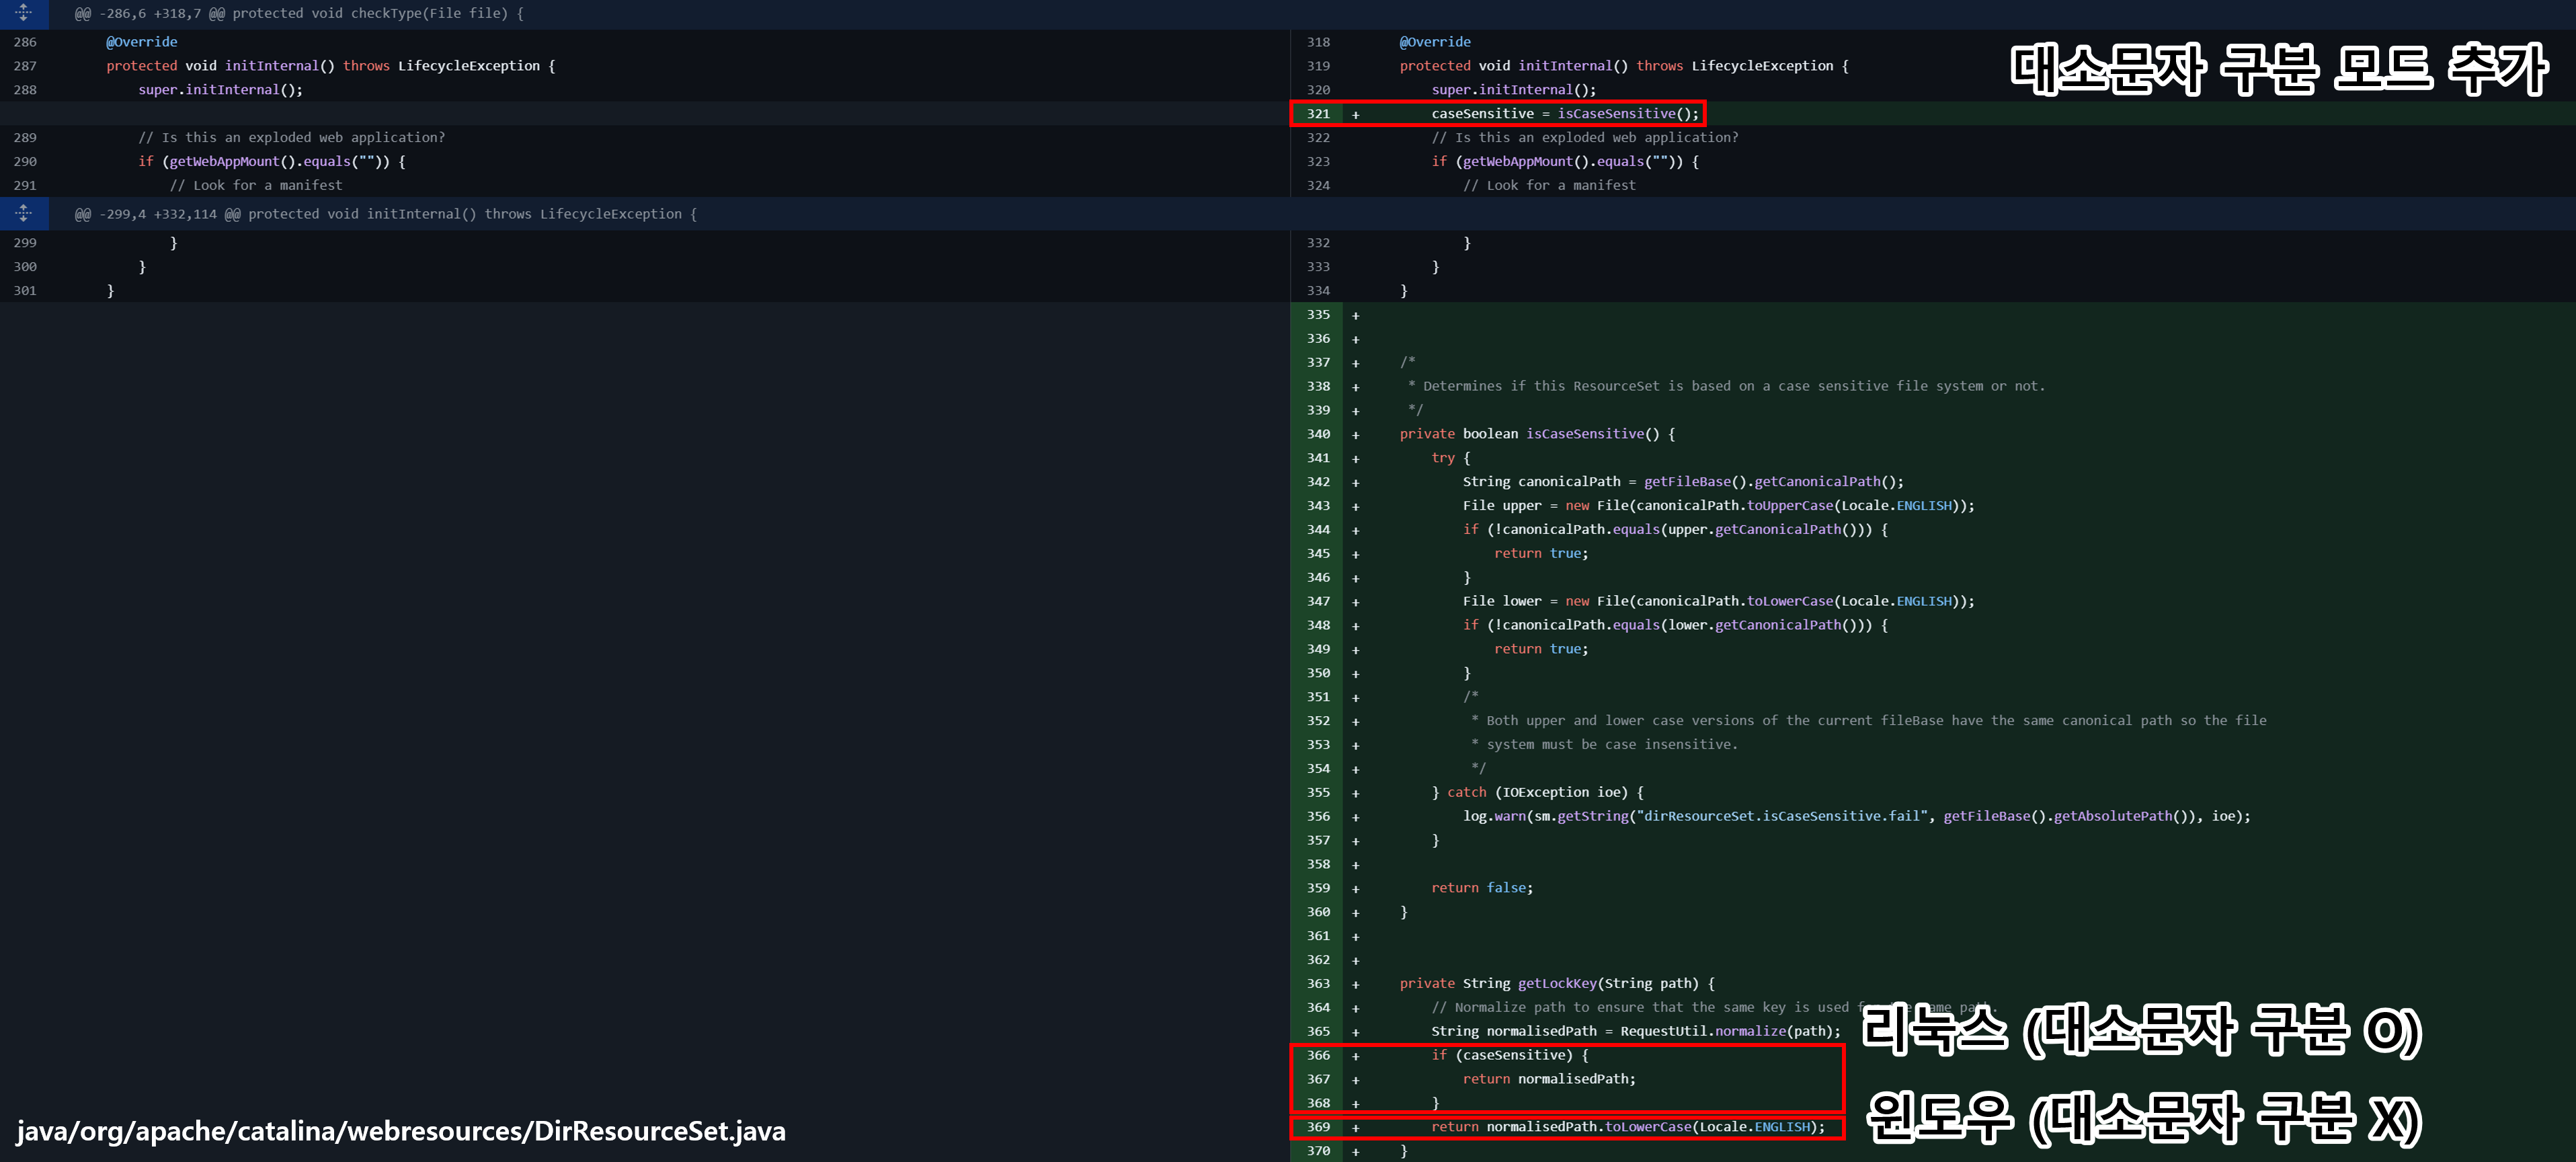 @@ -286,6 +318,7 @@ protected void checkType(File file) {
286 @Override
287 protected void initInternal() throws LifecycleException {
288 super.initInternal();
289 // Is this an exploded web application?
290 if (getWebAppMount().equals("")) {
291 // Look for a manifest
318 @Override
319 protected void initInternal() throws LifecycleException {
320 super.initInternal();
321 + caseSensitive = isCaseSensitive();
322 // Is this an exploded web application?
323 if (getWebAppMount().equals("")) {
324 // Look for a manifest
대소문자 구분 모드 추가
@@ -299,4 +332,114 @@ protected void initInternal() throws LifecycleException {
299 }
300 }
301 }
332 }
333 }
334 }
335 +
336 +
337 + /*
338 + * Determines if this ResourceSet is based on a case sensitive file system or not.
339 + */
340 + private boolean isCaseSensitive() {
341 + try {
342 + String canonicalPath = getFileBase().getCanonicalPath();
343 + File upper = new File(canonicalPath.toUpperCase(Locale.ENGLISH));
344 + if (!canonicalPath.equals(upper.getCanonicalPath())) {
345 + return true;
346 + }
347 + File lower = new File(canonicalPath.toLowerCase(Locale.ENGLISH));
348 + if (!canonicalPath.equals(lower.getCanonicalPath())) {
349 + return true;
350 + }
351 + /*
352 + * Both upper and lower case versions of the current fileBase have the same canonical path so the file
353 + * system must be case insensitive.
354 + */
355 + } catch (IOException ioe) {
356 + log.warn(sm.getString("dirResourceSet.isCaseSensitive.fail", getFileBase().getAbsolutePath()), ioe);
357 + }
358 +
359 + return false;
360 + }
361 +
362 +
363 + private String getLockKey(String path) {
364 + // Normalize path to ensure that the same key is used path.
365 + String normalisedPath = RequestUtil.normalize(path);
366 + if (caseSensitive) {
367 + return normalisedPath;
368 + }
369 + return normalisedPath.toLowerCase(Locale.ENGLISH);
370 + }
리눅스 (대소문자 구분 O)
윈도우 (대소문자 구분 X)
java/org/apache/catalina/webresources/DirResourceSet.java